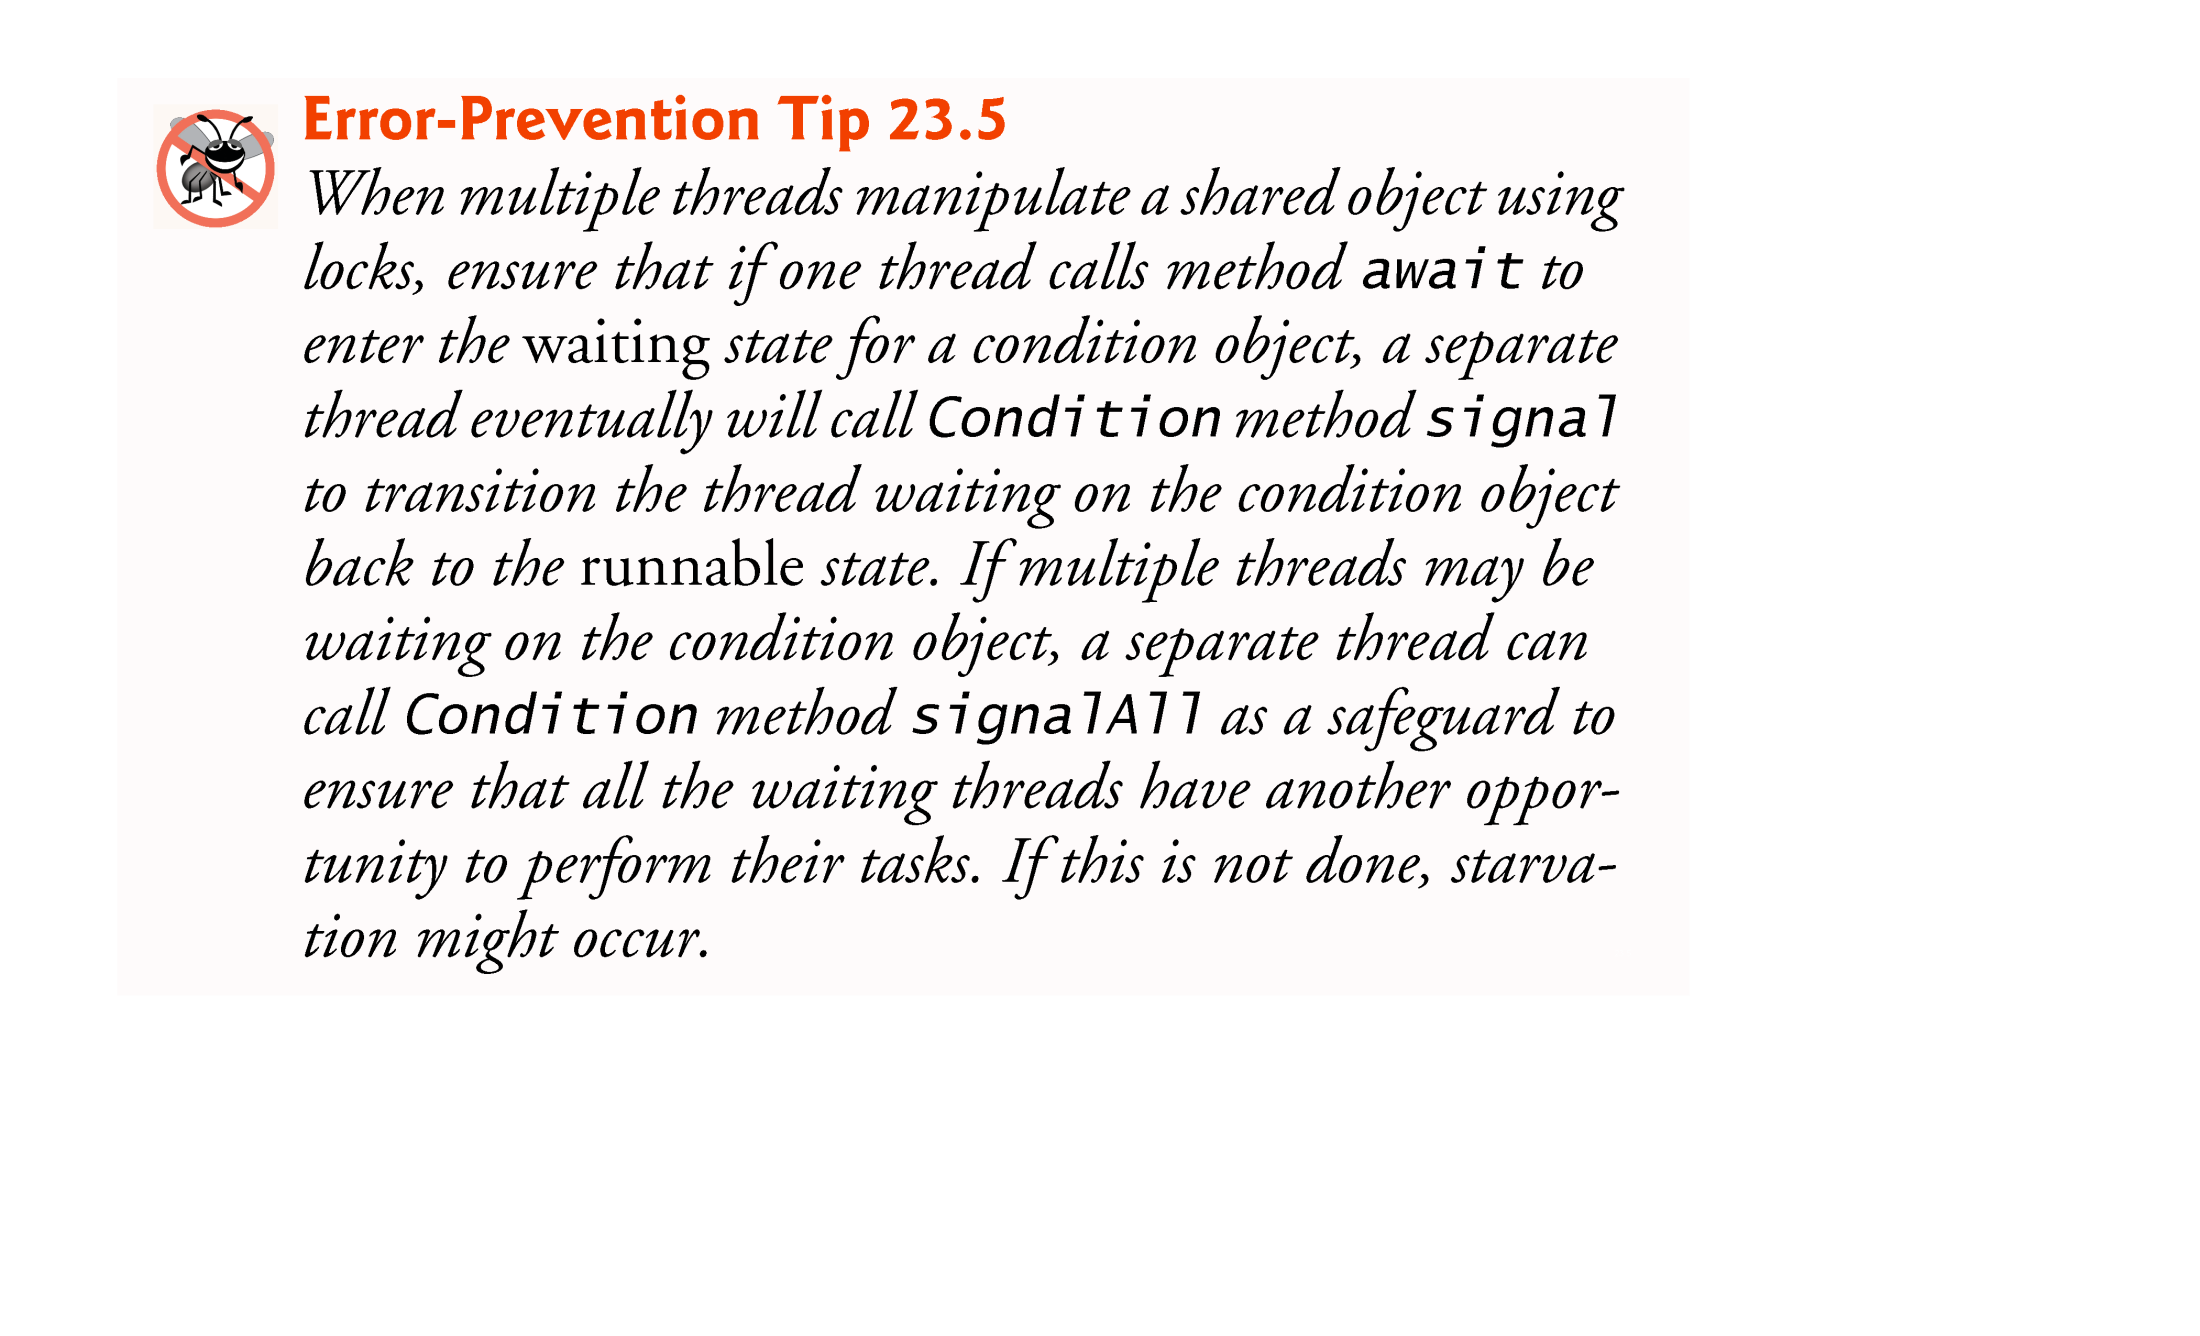 Error-Prevention Tip 23.5
When multiple threads manipulate a shared object using
locks, ensure that if one thread calls method await to
enter the waiting state for a condition object, a separate
thread eventually will call Condition method signal
to transition the thread waiting on the condition object
back to the runnable state. If multiple threads may be
waiting on the condition object, a separate thread can
call Condition method signalAll as a safeguard to
ensure that all the waiting threads have another oppor-
tunity to perform their tasks. If this is not done, starva-
tion might occur.